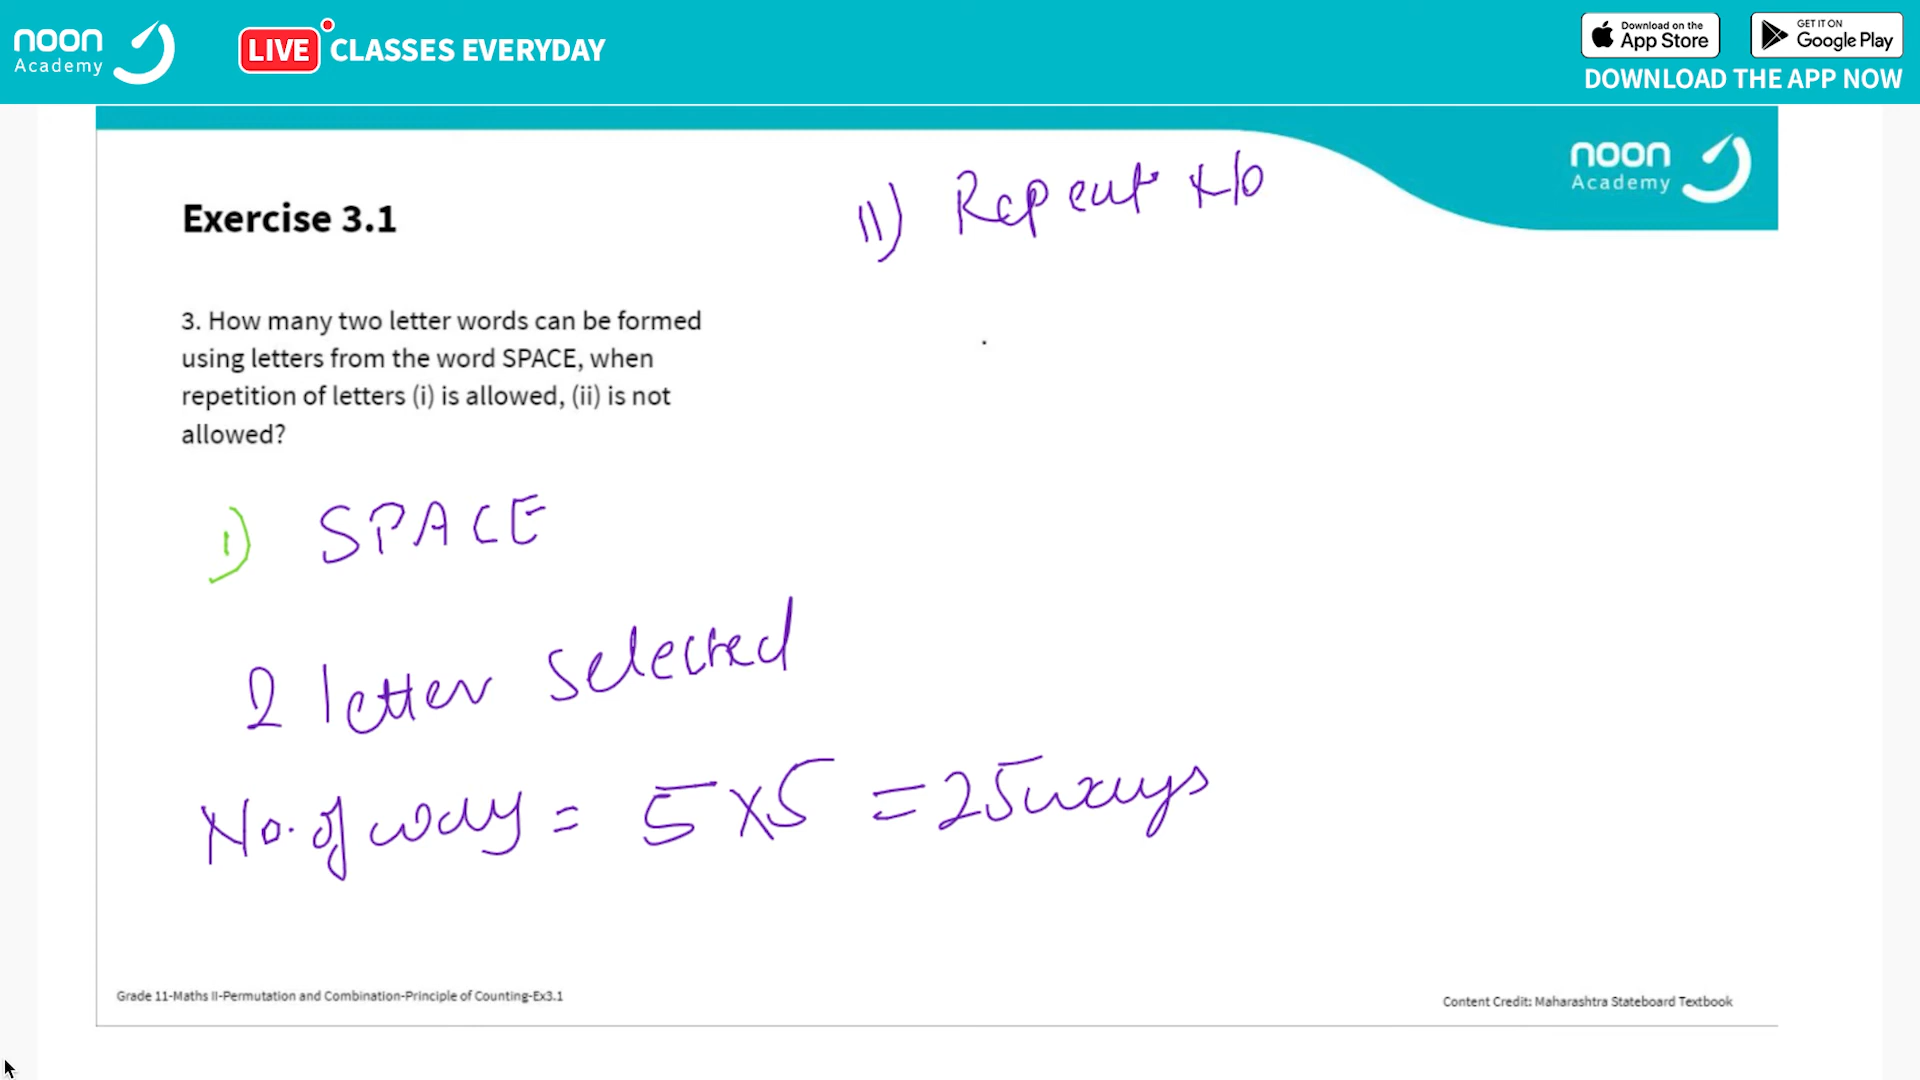 noon
Academy
LIVE CLASSES EVERYDAY
Download on the
App Store
GET IT ON
Google Play
DOWNLOAD THE APP NOW
noon
Academy
Exercise 3.1
3. How many two letter words can be formed
using letters from the word SPACE, when
repetition of letters (i) is allowed, (ii) is not
allowed?
1) SPACE
2 letter selected
No. of way = 5 x 5 = 25 ways
11) Repeat
Grade 11-Maths II-Permutation and Combination-Principle of Counting-Ex3.1
Content Credit: Maharashtra Stateboard Textbook